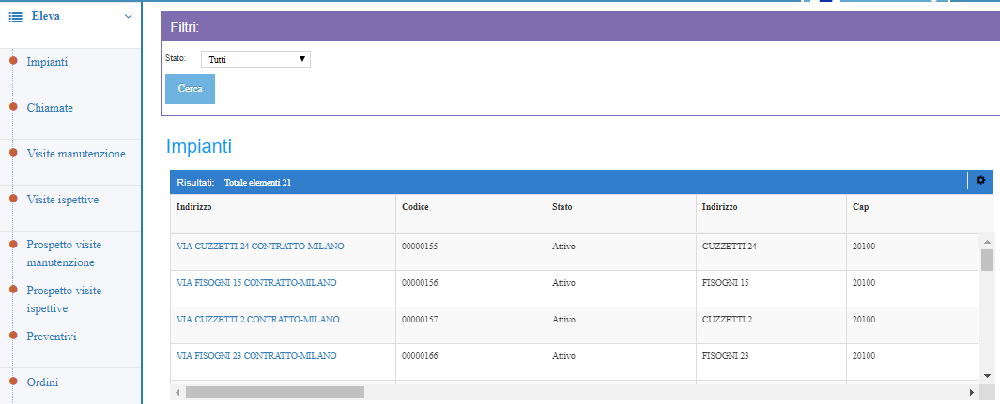 Eleva
Impianti
Chiamate
Visite manutenzione
Visite ispettive
Prospetto visite
manutenzione
Prospetto visite
ispettive
Preventivi
Ordini
Filtri:
Stato: Tutti
Cerca
Impianti
Risultati: Totale elementi 21
Indirizzo Codice Stato Indirizzo Cap
VIA CUZZETTI 24 CONTRATTO-MILANO 00000155 Attivo CUZZETTI 24 20100
VIA FISOGNI 15 CONTRATTO-MILANO 00000156 Attivo FISOGNI 15 20100
VIA CUZZETTI 2 CONTRATTO-MILANO 00000157 Attivo CUZZETTI 2 20100
VIA FISOGNI 23 CONTRATTO-MILANO 00000166 Attivo FISOGNI 23 20100